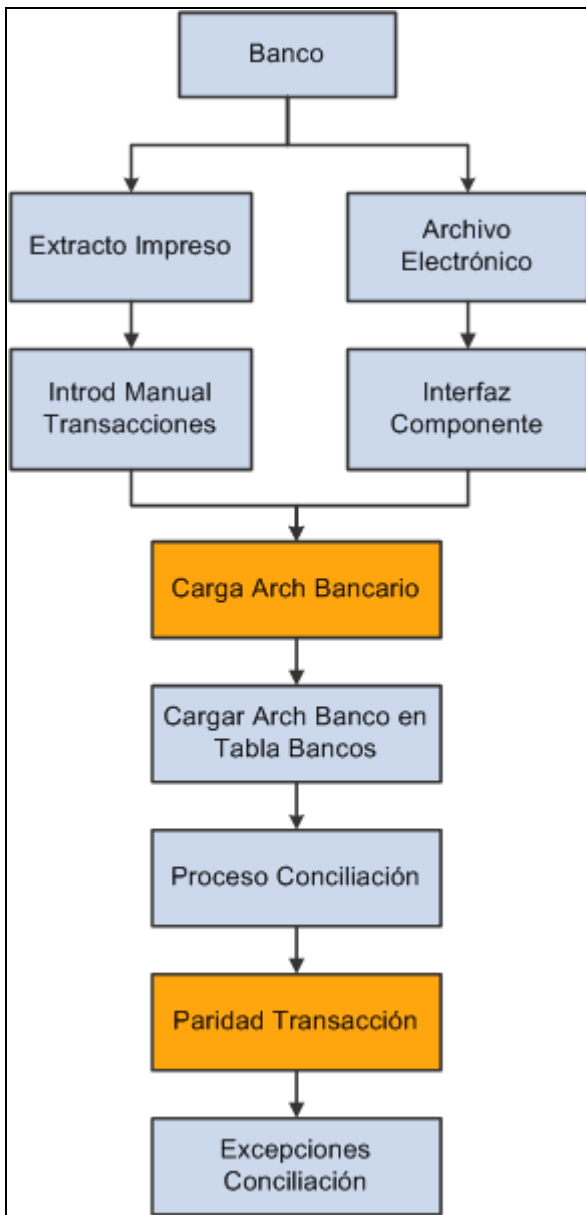 Banco
Extracto Impreso
Archivo
Electrónico
Introd Manual
Transacciones
Interfaz
Componente
Carga Arch Bancario
Cargar Arch Banco en
Tabla Bancos
Proceso Conciliación
Paridad Transacción
Excepciones
Conciliación